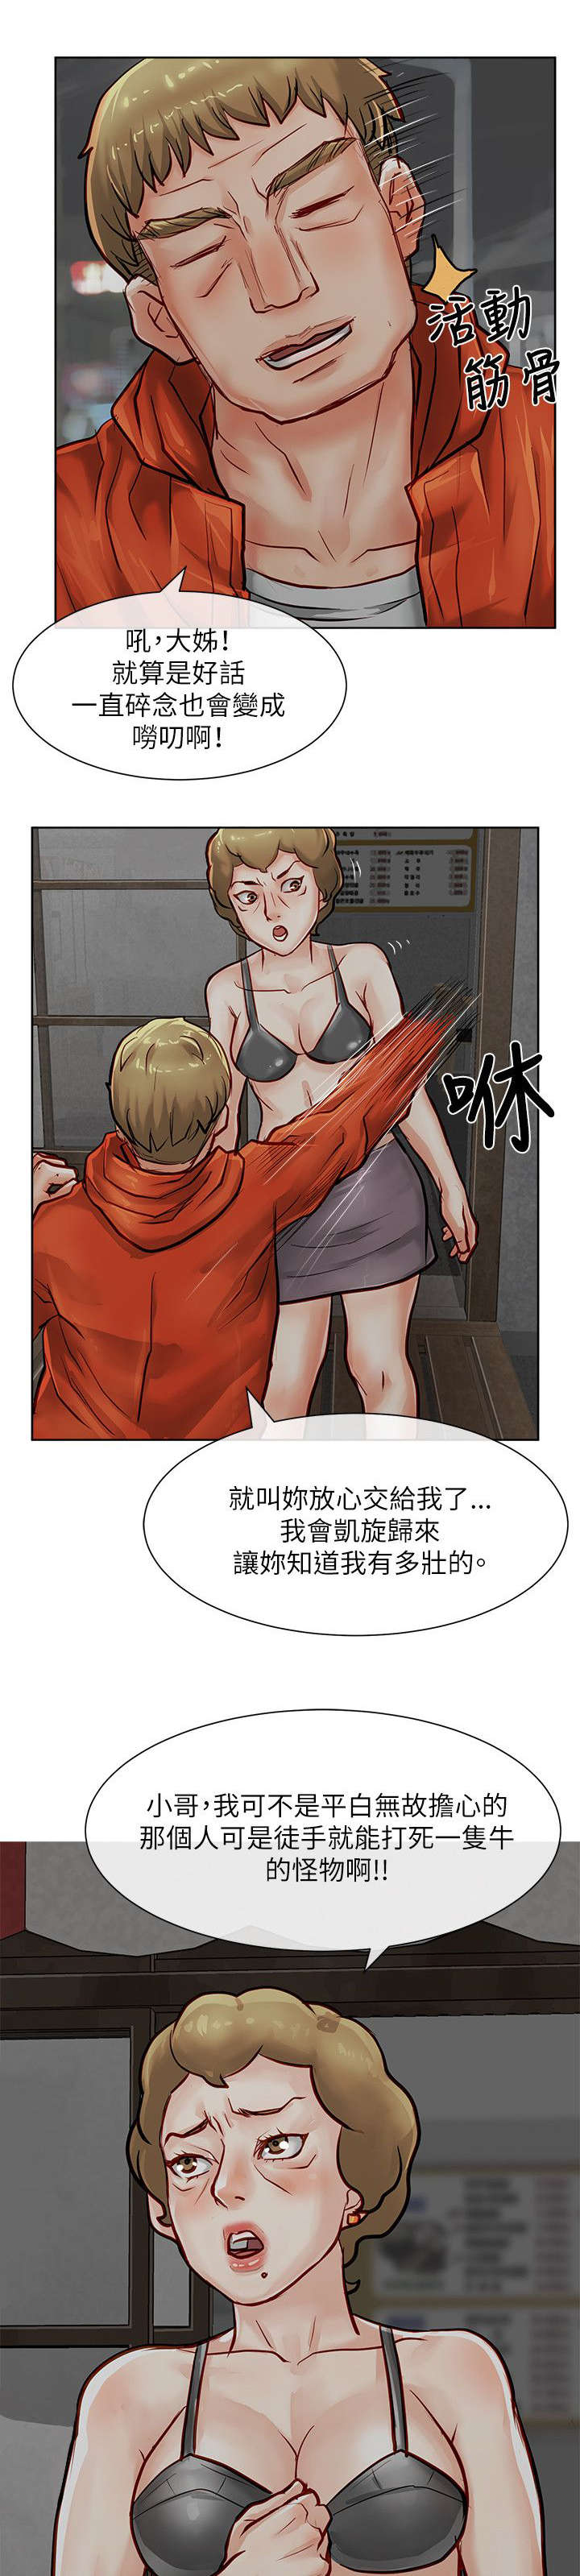 活動
筋骨
吼,大姊!
就算是好話
一直碎念也會變成
嘮叨啊!
咻
就叫妳放心交給我了...
我會凱旋歸來
讓妳知道我有多壯的。
小哥,我可不是平白無故擔心的
那個人可是徒手就能打死一隻牛
的怪物啊!!